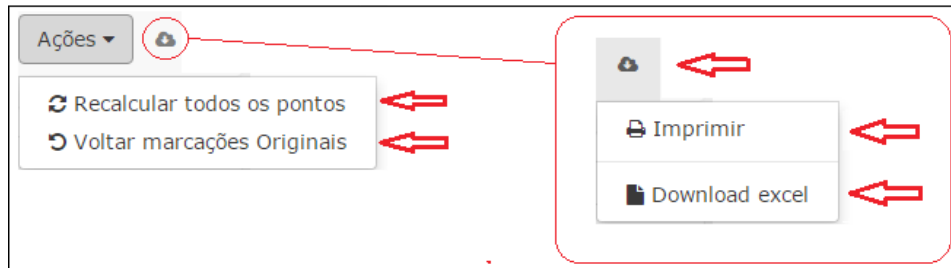 Ações
Recalcular todos os pontos
Voltar marcações Originais
Imprimir
Download excel